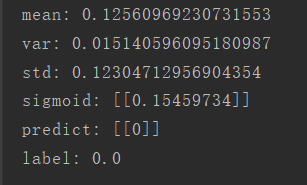 mean: 0.12560969230731553
var: 0.015140596095180987
std: 0.12304712956904354
sigmoid: [[0.15459734]]
predict: [[0]]
label: 0.0